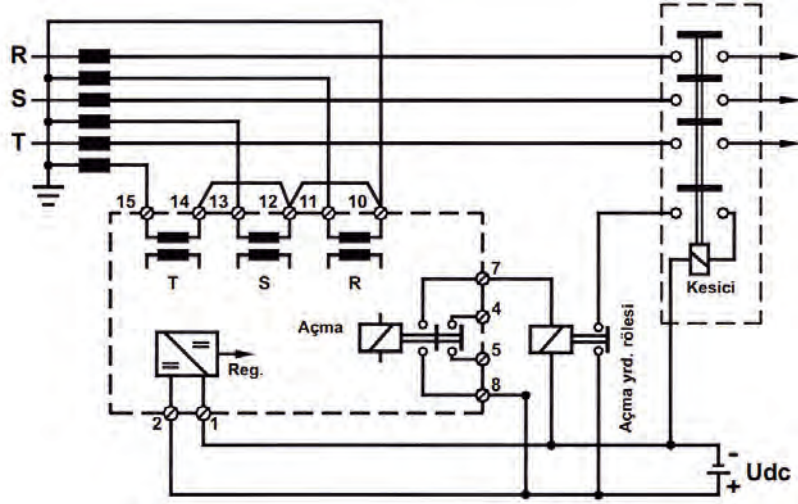 R
S
T
15 14 13 12 11 10
T S R
Kesici
7
4
Açma
5
Reg.
8
Açma yrd. rölesi
2 1
-
Udc
+